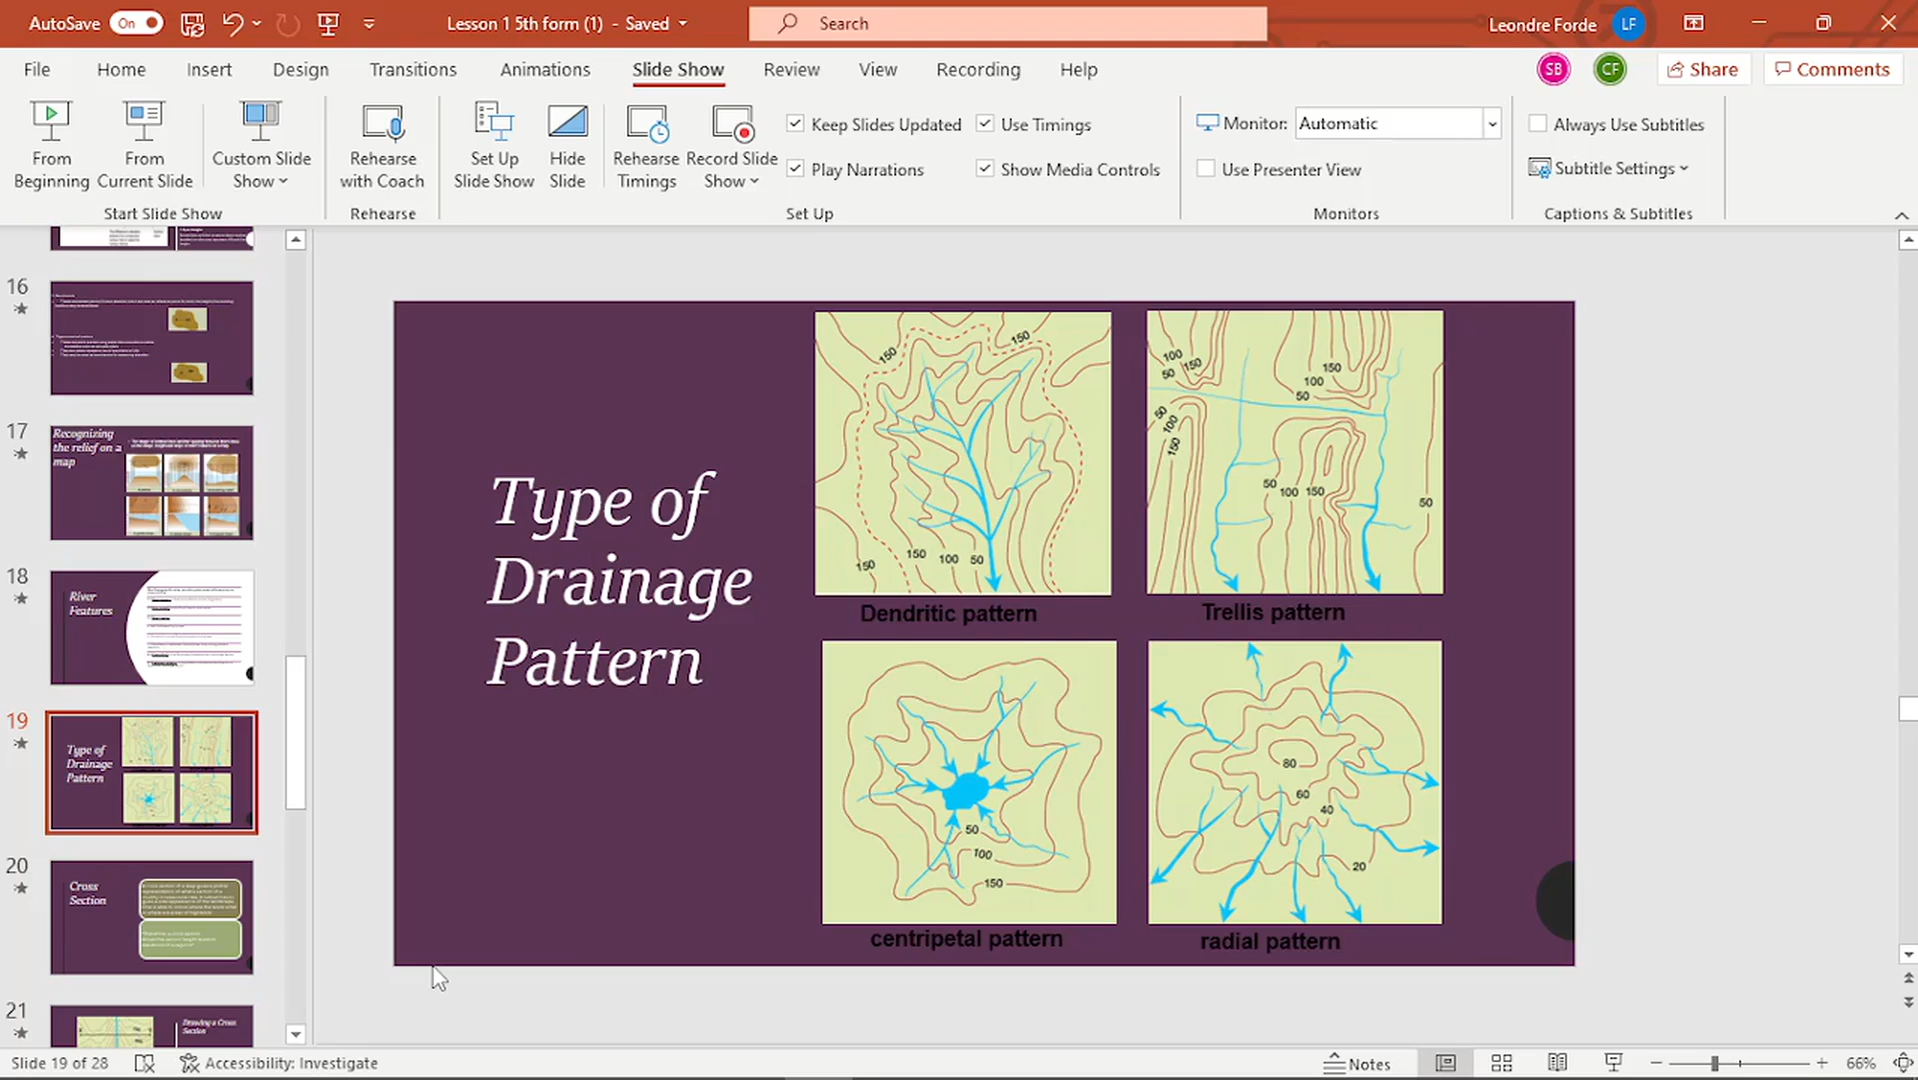 AutoSave On
Lesson 1 5th form (1) - Saved
Search
Leondre Forde LF
File Home Insert Design Transitions Animations Slide Show Review View Recording Help
SB CF Share Comments
From Beginning
From Current Slide
Custom Slide Show
Rehearse with Coach
Set Up Slide Show
Hide Slide
Rehearse Timings
Record Slide Show
Keep Slides Updated
Use Timings
Play Narrations
Show Media Controls
Monitor: Automatic
Use Presenter View
Always Use Subtitles
Subtitle Settings
Start Slide Show
Rehearse
Set Up
Monitors
Captions & Subtitles
16
17
Recognizing
the relief on a
map
18
River
Features
19
Type of
Drainage
Pattern
20
Cross
Section
21
Drawing a Cross
Section
Type of
Drainage
Pattern
150 150
150 150 100 50
Dendritic pattern
100
50 150
150
100
50
50
100
150
50 100 150
50
Trellis pattern
50
100
150
centripetal pattern
80
60
40
20
radial pattern
Slide 19 of 28
Accessibility: Investigate
Notes
66%